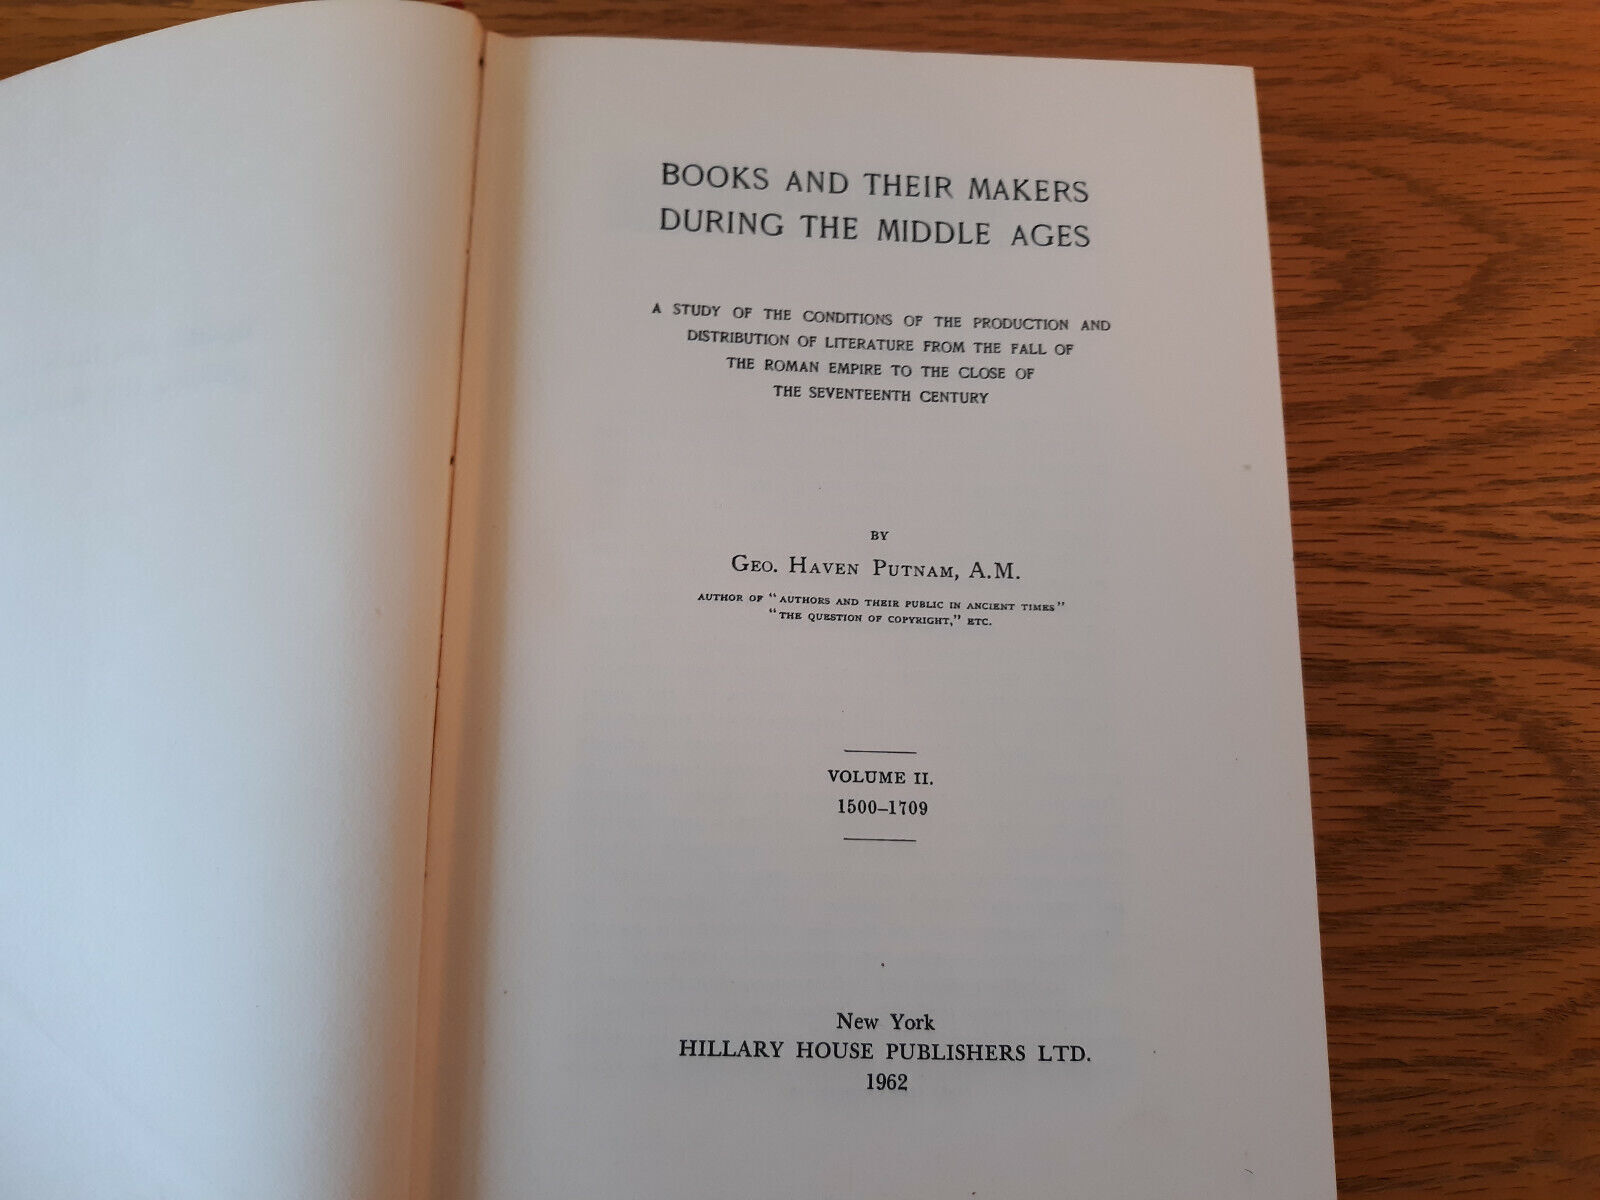 BOOKS AND THEIR MAKERS
DURING THE MIDDLE AGES
A STUDY OF THE CONDITIONS OF THE PRODUCTION AND
DISTRIBUTION OF LITERATURE FROM THE FALL OF
THE ROMAN EMPIRE TO THE CLOSE OF
THE SEVENTEENTH CENTURY
BY
GEO. HAVEN PUTNAM, A.M.
AUTHOR OF "AUTHORS AND THEIR PUBLIC IN ANCIENT TIMES"
"THE QUESTION OF COPYRIGHT," ETC.
VOLUME II.
1500–1709
New York
HILLARY HOUSE PUBLISHERS LTD.
1962